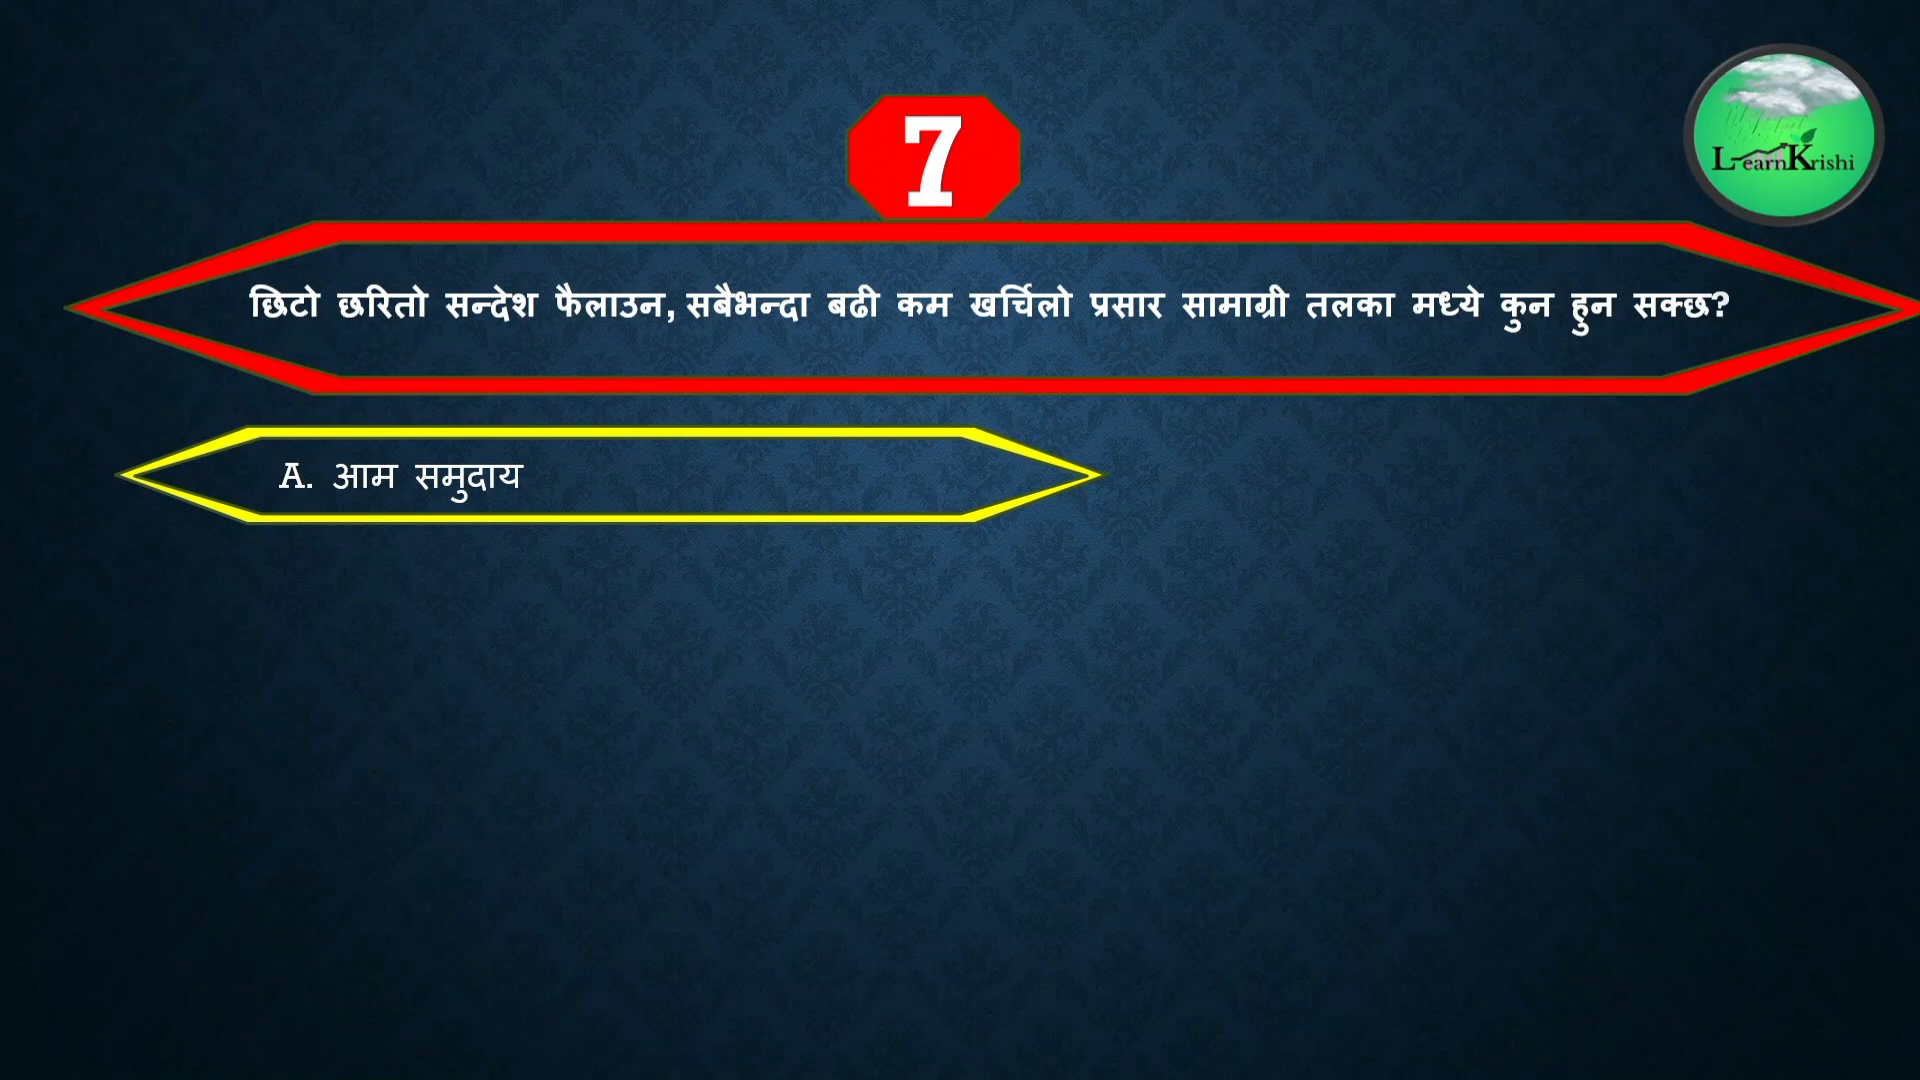 LearnKrishi
7
छिटो छरितो सन्देश फैलाउन, सबैभन्दा बढी कम खर्चिलो प्रसार सामाग्री तलका मध्ये कुन हुन सक्छ?
A. आम समुदाय